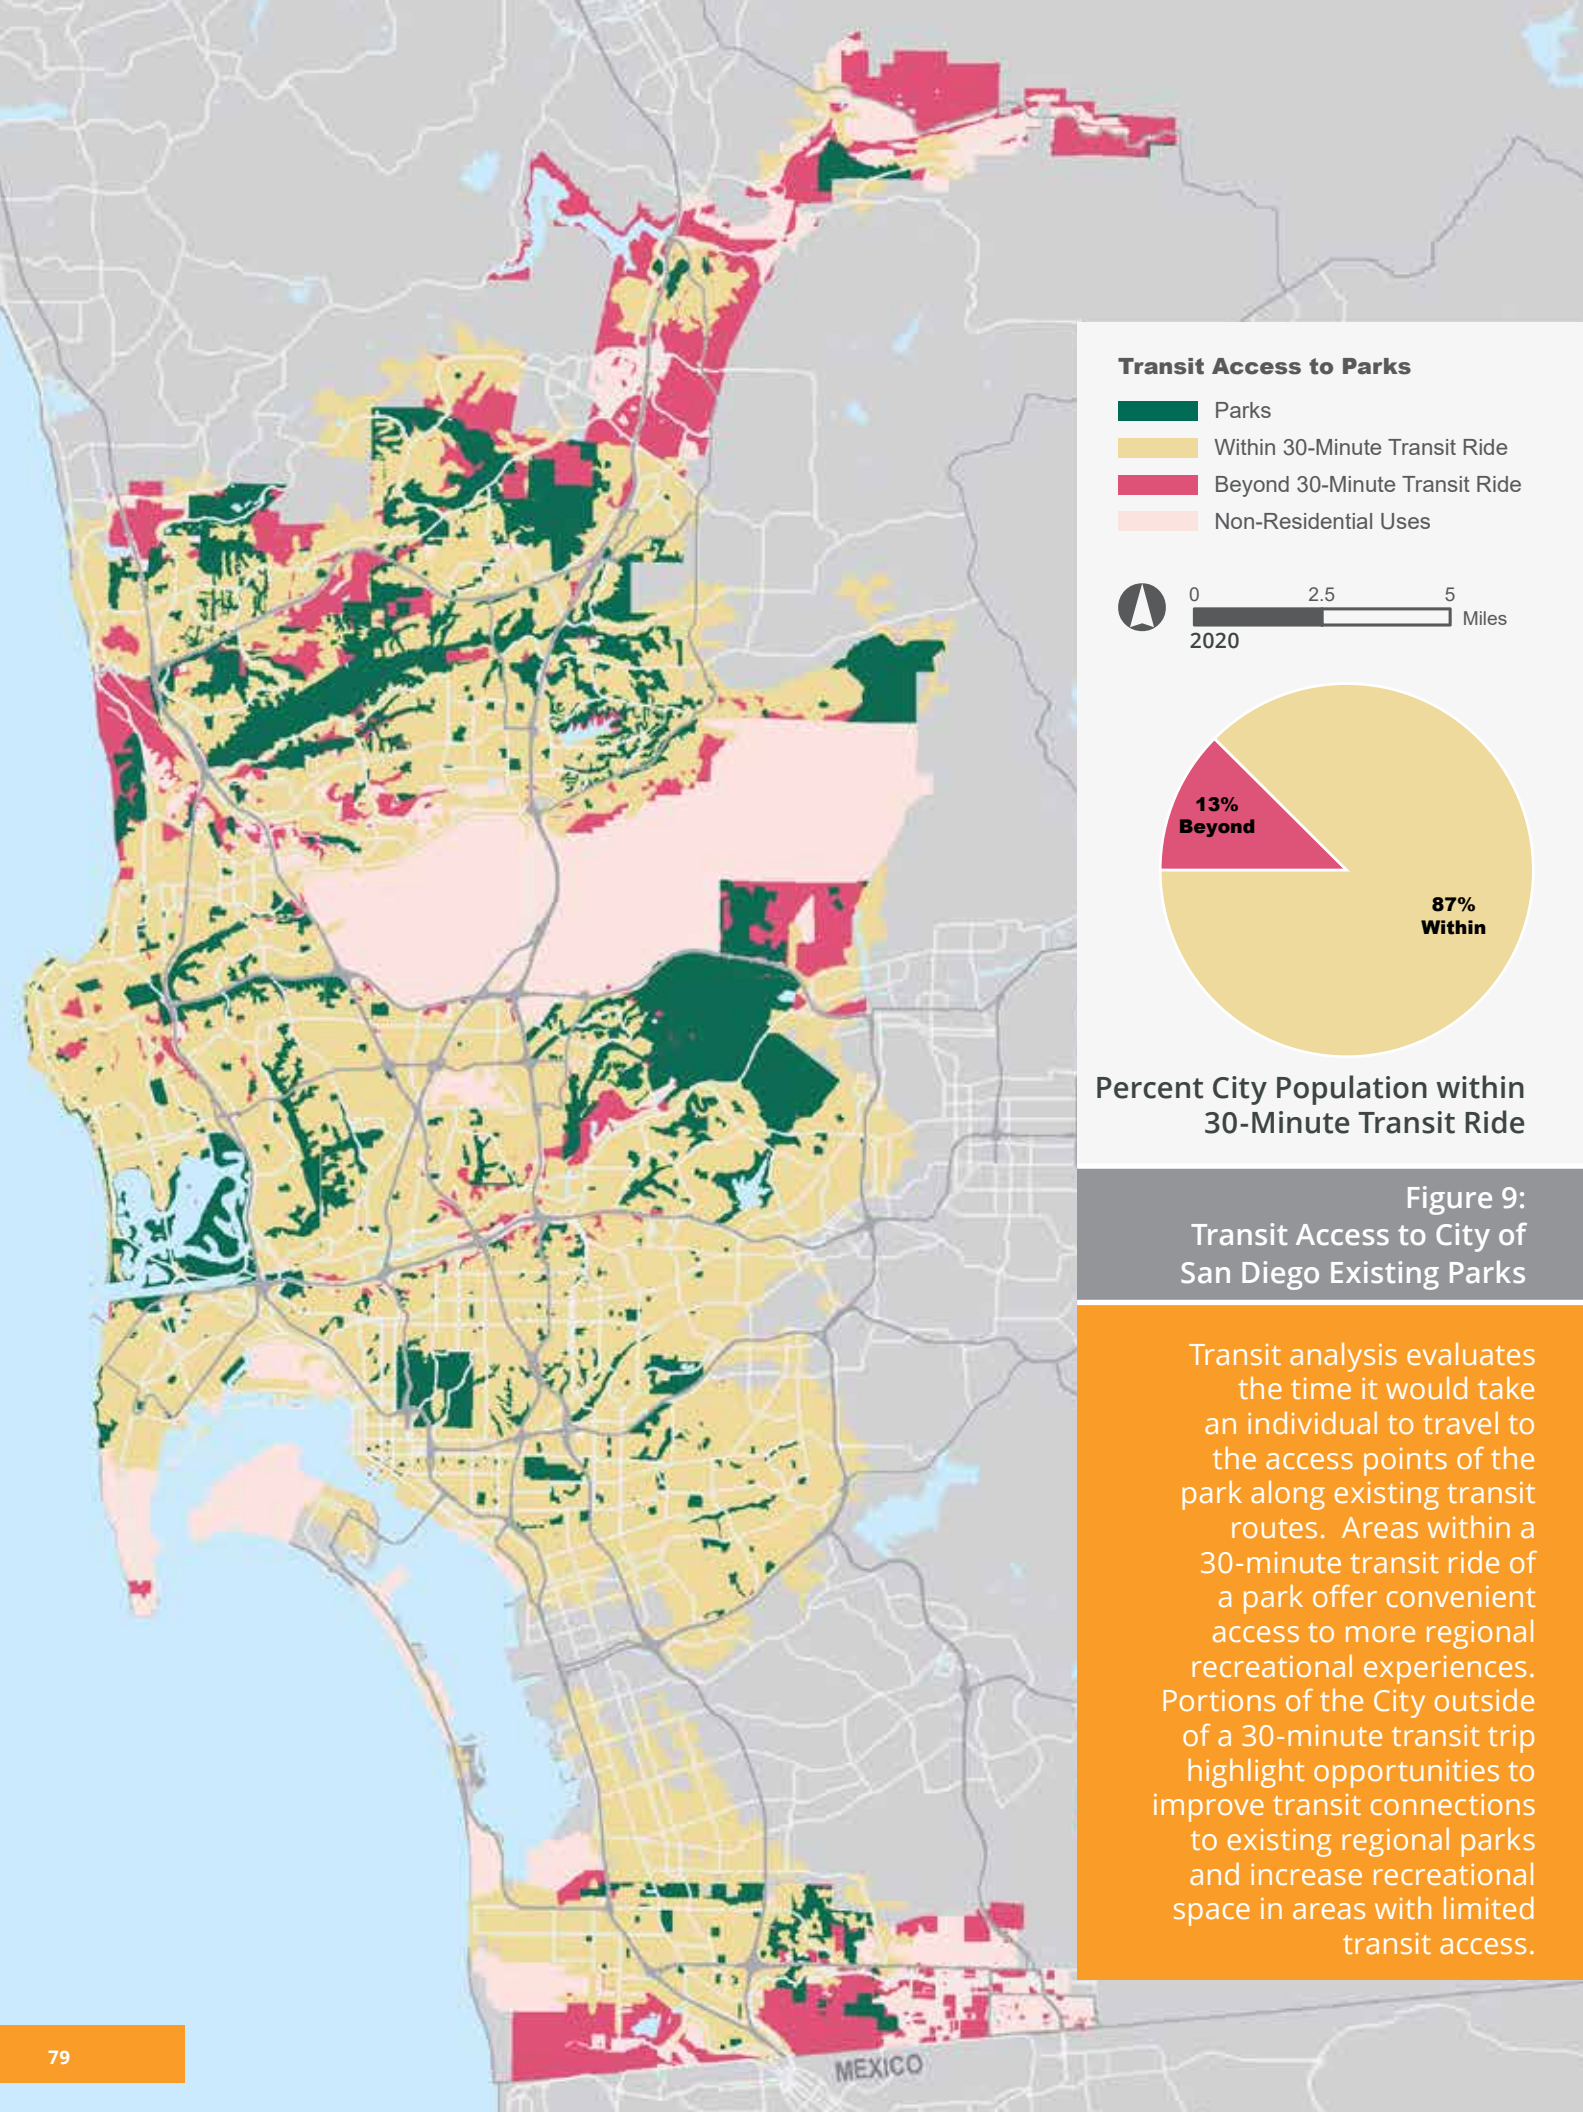 Transit Access to Parks
Parks
Within 30-Minute Transit Ride
Beyond 30-Minute Transit Ride
Non-Residential Uses
0 2.5 5
Miles
2020
13%
Beyond
87%
Within
Percent City Population within
30-Minute Transit Ride
Figure 9:
Transit Access to City of
San Diego Existing Parks
Transit analysis evaluates
the time it would take
an individual to travel to
the access points of the
park along existing transit
routes.  Areas within a
30-minute transit ride of
a park offer convenient
access to more regional
recreational experiences.
Portions of the City outside
of a 30-minute transit trip
highlight opportunities to
improve transit connections
to existing regional parks
and increase recreational
space in areas with limited
transit access.
MEXICO
79